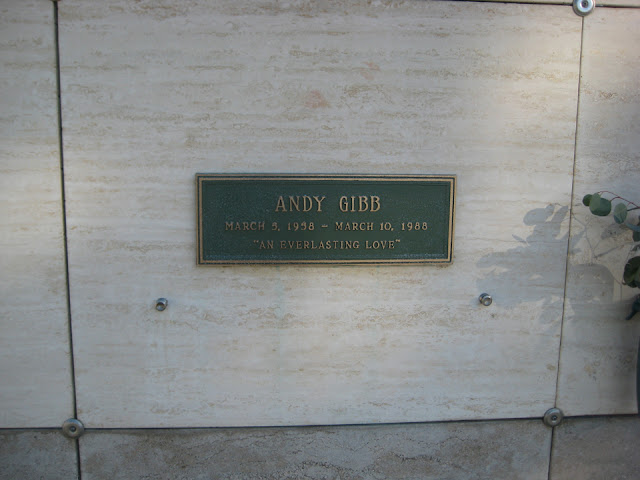 ANDY GIBB
MARCH 5, 1958 – MARCH 10, 1988
"AN EVERLASTING LOVE"